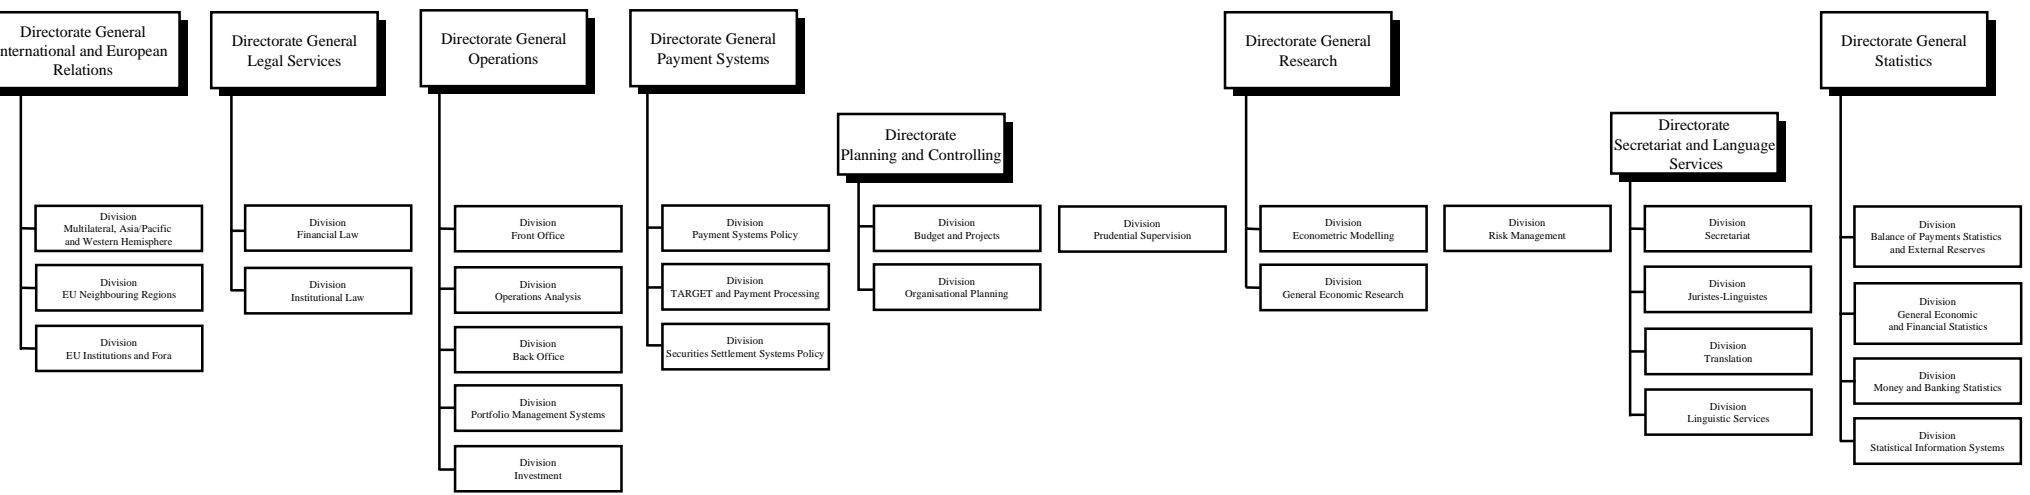 Directorate General
nternational and European
Relations
Division
Multilateral, Asia/Pacific
and Western Hemisphere
Division
EU Neighbouring Regions
Division
EU Institutions and Fora
Directorate General
Legal Services
Division
Financial Law
Division
Institutional Law
Directorate General
Operations
Division
Front Office
Division
Operations Analysis
Division
Back Office
Division
Portfolio Management Systems
Division
Investment
Directorate General
Payment Systems
Division
Payment Systems Policy
Division
TARGET and Payment Processing
Division
Securities Settlement Systems Policy
Directorate
Planning and Controlling
Division
Budget and Projects
Division
Organisational Planning
Division
Prudential Supervision
Directorate General
Research
Division
Econometric Modelling
Division
General Economic Research
Division
Risk Management
Directorate
Secretariat and Language
Services
Division
Secretariat
Division
Juristes-Linguistes
Division
Translation
Division
Linguistic Services
Directorate General
Statistics
Division
Balance of Payments Statistics
and External Reserves
Division
General Economic
and Financial Statistics
Division
Money and Banking Statistics
Division
Statistical Information Systems